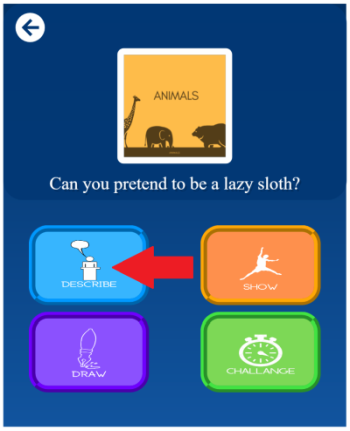 ANIMALS
Can you pretend to be a lazy sloth?
DESCRIBE
SHOW
DRAW
CHALLANGE